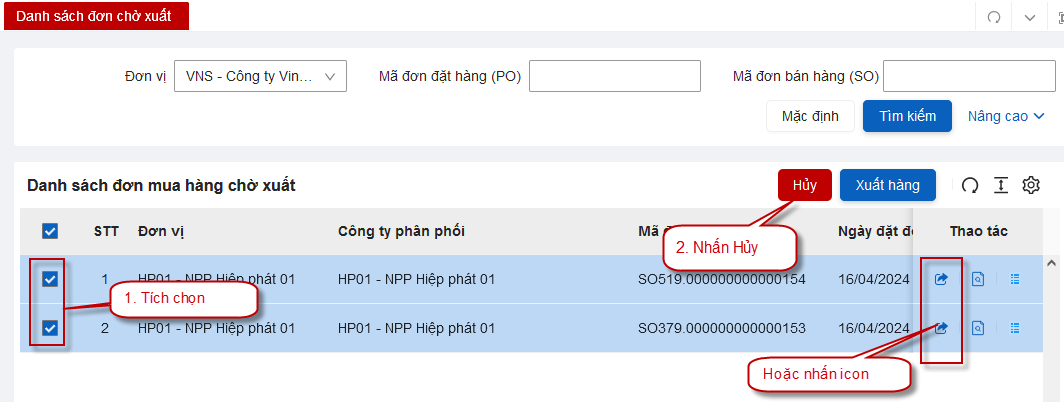 Danh sách đơn chờ xuất
Đơn vị VNS - Công ty Vin... Mã đơn đặt hàng (PO) Mã đơn bán hàng (SO)
Mặc định Tìm kiếm Nâng cao
Danh sách đơn mua hàng chờ xuất Hủy Xuất hàng
STT Đơn vị Công ty phân phối Mã Ngày đặt Thao tác
2. Nhấn Hủy
1 HP01 - NPP Hiệp phát 01 HP01 - NPP Hiệp phát 01 SO519.000000000000154 16/04/2024
1. Tích chọn
2 HP01 - NPP Hiệp phát 01 HP01 - NPP Hiệp phát 01 SO379.000000000000153 16/04/2024
Hoặc nhấn icon